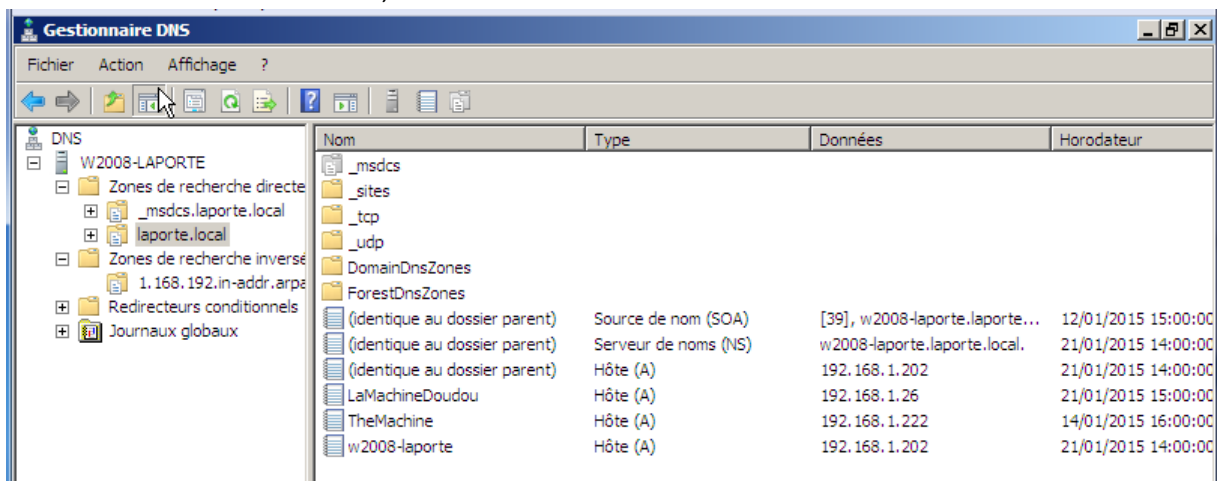 Gestionnaire DNS
Fichier Action Affichage ?
DNS
W2008-LAPORTE
Zones de recherche directe
_msdcs.laporte.local
laporte.local
Zones de recherche inversé
1.168.192.in-addr.arpa
Redirecteurs conditionnels
Journaux globaux
Nom Type Données Horodateur
_msdcs
_sites
_tcp
_udp
DomainDnsZones
ForestDnsZones
(identique au dossier parent) Source de nom (SOA) [39], w2008-laporte.laporte... 12/01/2015 15:00:00
(identique au dossier parent) Serveur de noms (NS) w2008-laporte.laporte.local. 21/01/2015 14:00:00
(identique au dossier parent) Hôte (A) 192.168.1.202 21/01/2015 14:00:00
LaMachineDoudou Hôte (A) 192.168.1.26 21/01/2015 15:00:00
TheMachine Hôte (A) 192.168.1.222 14/01/2015 16:00:00
w2008-laporte Hôte (A) 192.168.1.202 21/01/2015 14:00:00